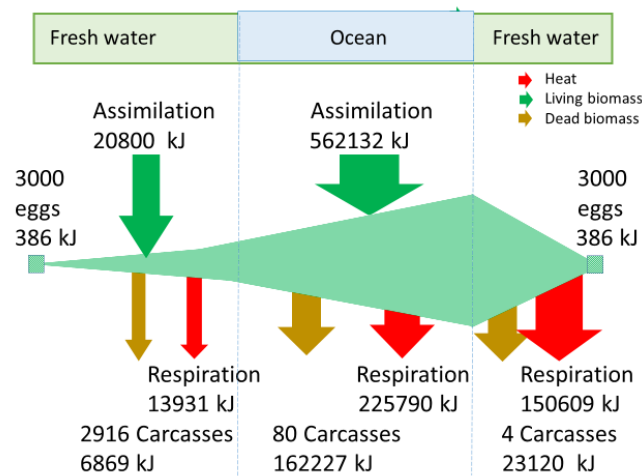 Fresh water
Ocean
Fresh water
Heat
Living biomass
Dead biomass
Assimilation
20800 kJ
Assimilation
562132 kJ
3000
eggs
386 kJ
3000
eggs
386 kJ
Respiration
13931 kJ
Respiration
225790 kJ
Respiration
150609 kJ
2916 Carcasses
6869 kJ
80 Carcasses
162227 kJ
4 Carcasses
23120 kJ